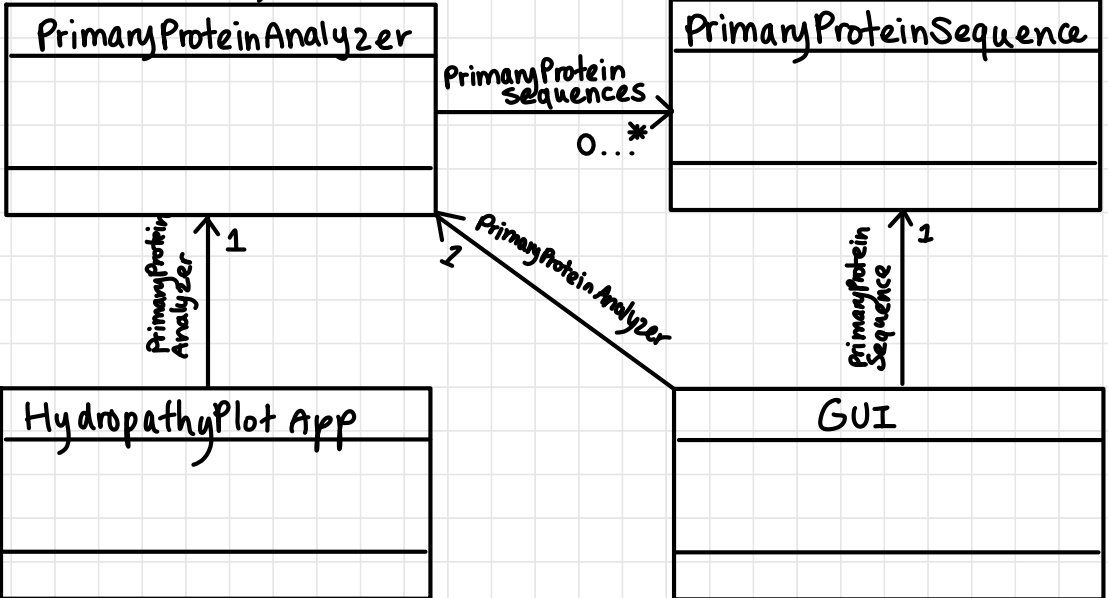 PrimaryProteinAnalyzer
PrimaryProteinSequence
PrimaryProtein
sequences
0...*
PrimaryProtein
Analyzer
1
PrimaryProteinAnalyzer
1
PrimaryProtein
Sequence
1
HydropathyPlot App
GUI